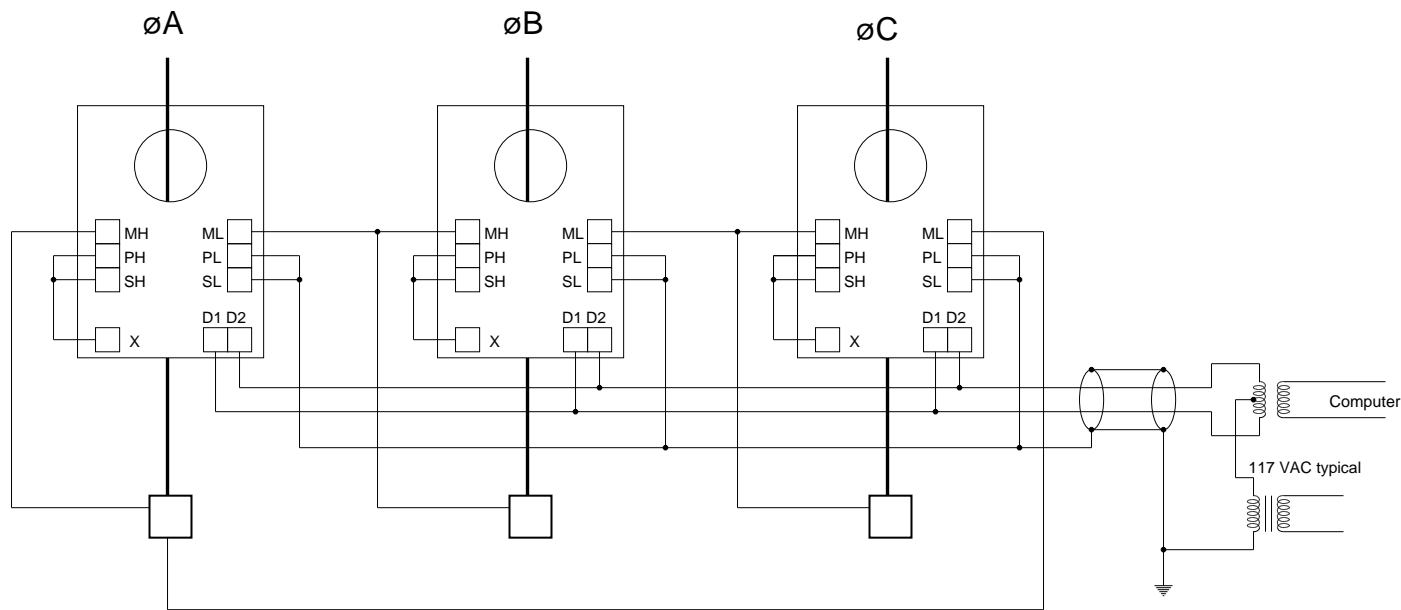 øA
øB
øC
MH
ML
MH
ML
MH
ML
PH
PL
PH
PL
PH
PL
SH
SL
SH
SL
SH
SL
D1 D2
D1 D2
D1 D2
X
X
X
Computer
117 VAC typical